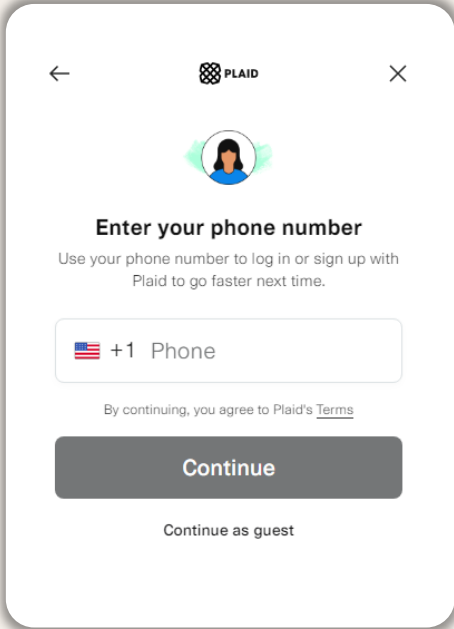 PLAID
Enter your phone number
Use your phone number to log in or sign up with
Plaid to go faster next time.
+1 Phone
By continuing, you agree to Plaid's Terms
Continue
Continue as guest